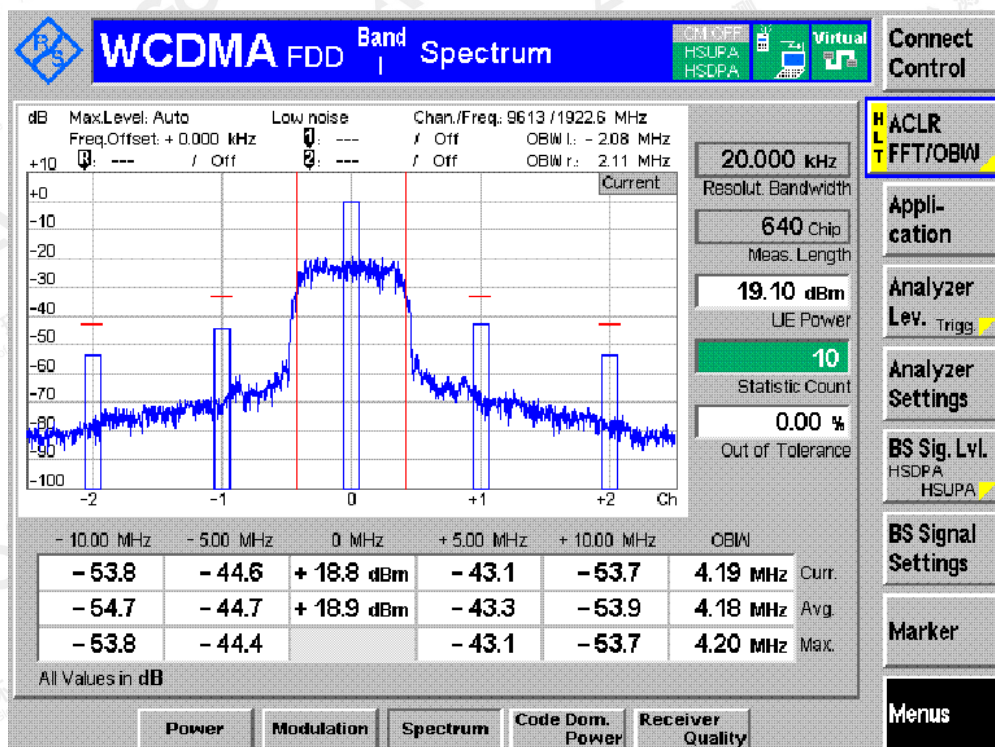 R S
WCDMA FDD Band I Spectrum
CM OFF
HSUPA
HSDPA
Virtual
Connect Control
dB Max.Level: Auto Low noise Chan./Freq.: 9613 / 1922.6 MHz
Freq.Offset: + 0.000 kHz 1: --- / Off OBW l.: - 2.08 MHz
R: --- / Off 2: --- / Off OBW r.: 2.11 MHz
Current
+10
+0
-10
-20
-30
-40
-50
-60
-70
-80
-90
-100
-2 -1 0 +1 +2 Ch
20.000 kHz
Resolut. Bandwidth
640 Chip
Meas. Length
19.10 dBm
UE Power
10
Statistic Count
0.00 %
Out of Tolerance
- 10.00 MHz - 5.00 MHz 0 MHz + 5.00 MHz + 10.00 MHz OBW
- 53.8 - 44.6 + 18.8 dBm - 43.1 - 53.7 4.19 MHz Curr.
- 54.7 - 44.7 + 18.9 dBm - 43.3 - 53.9 4.18 MHz Avg.
- 53.8 - 44.4 - 43.1 - 53.7 4.20 MHz Max.
All Values in dB
HLT
ACLR
FFT/OBW
Appli-
cation
Analyzer
Lev. Trigg.
Analyzer
Settings
BS Sig. Lvl.
HSDPA
HSUPA
BS Signal
Settings
Marker
Menus
Power Modulation Spectrum Code Dom. Power Receiver Quality